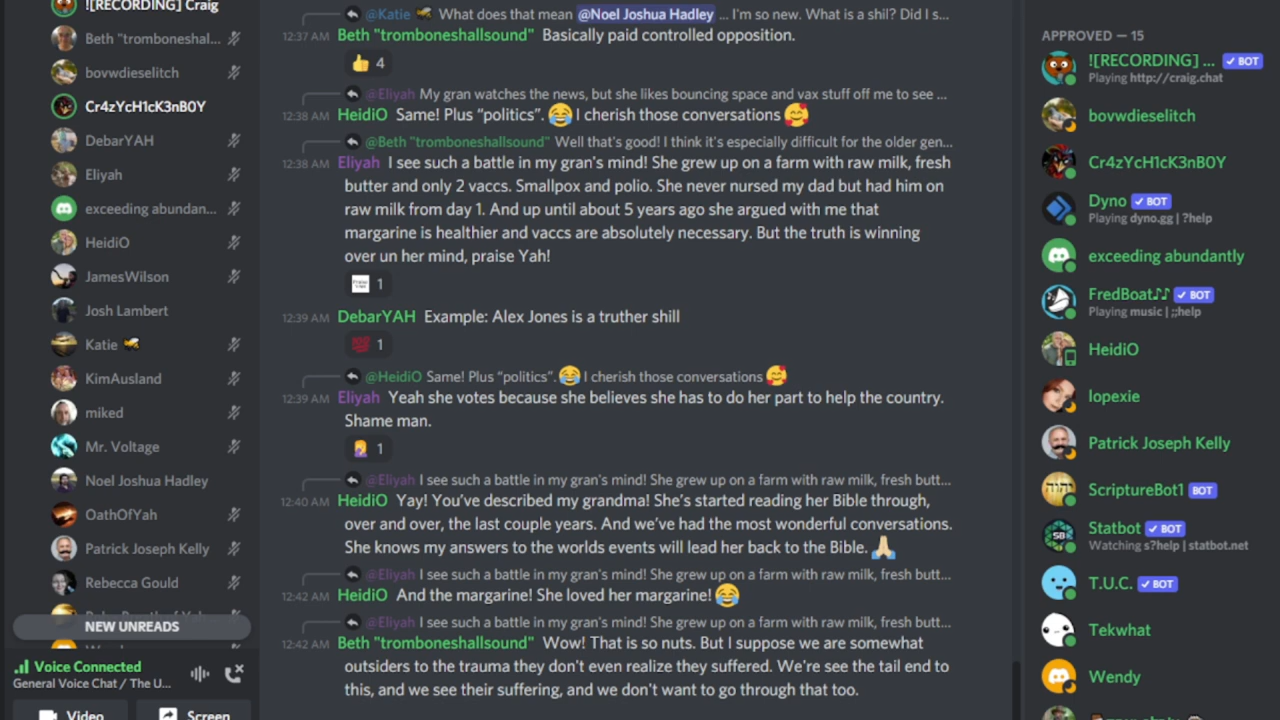 ![RECORDING] Craig
Beth "tromboneshal...
bovwdieselitch
Cr4zYcH1cK3nB0Y
DebarYAH
Eliyah
exceeding abundan...
HeidiO
JamesWilson
Josh Lambert
Katie
KimAusland
miked
Mr. Voltage
Noel Joshua Hadley
OathOfYah
Patrick Joseph Kelly
Rebecca Gould
NEW UNREADS
Voice Connected
General Voice Chat / The U...
Video
Screen
@Katie What does that mean @Noel Joshua Hadley ... I'm so new. What is a shil? Did I s...
12:37 AM Beth "tromboneshallsound" Basically paid controlled opposition.
4
@Eliyah My gran watches the news, but she likes bouncing space and vax stuff off me to see ...
12:38 AM HeidiO Same! Plus “politics”. 😂 I cherish those conversations 🥰
@Beth "tromboneshallsound" Well that's good! I think it's especially difficult for the older gen...
12:38 AM Eliyah I see such a battle in my gran's mind! She grew up on a farm with raw milk, fresh
butter and only 2 vaccs. Smallpox and polio. She never nursed my dad but had him on
raw milk from day 1. And up until about 5 years ago she argued with me that
margarine is healthier and vaccs are absolutely necessary. But the truth is winning
over un her mind, praise Yah!
1
12:39 AM DebarYAH Example: Alex Jones is a truther shill
💯 1
@HeidiO Same! Plus “politics”. 😂 I cherish those conversations 🥰
12:39 AM Eliyah Yeah she votes because she believes she has to do her part to help the country.
Shame man.
1
@Eliyah I see such a battle in my gran's mind! She grew up on a farm with raw milk, fresh butt...
12:40 AM HeidiO Yay! You’ve described my grandma! She’s started reading her Bible through,
over and over, the last couple years. And we’ve had the most wonderful conversations.
She knows my answers to the worlds events will lead her back to the Bible. 🙏🏼
@Eliyah I see such a battle in my gran's mind! She grew up on a farm with raw milk, fresh butt...
12:42 AM HeidiO And the margarine! She loved her margarine! 😂
@Eliyah I see such a battle in my gran's mind! She grew up on a farm with raw milk, fresh butt...
12:42 AM Beth "tromboneshallsound" Wow! That is so nuts. But I suppose we are somewhat
outsiders to the trauma they don't even realize they suffered. We're see the tail end to
this, and we see their suffering, and we don't want to go through that too.
APPROVED — 15
![RECORDING] ... ✓ BOT
Playing http://craig.chat
bovwdieselitch
Cr4zYcH1cK3nB0Y
Dyno ✓ BOT
Playing dyno.gg | ?help
exceeding abundantly
FredBoat♪♪ ✓ BOT
Playing music | ;;help
HeidiO
lopexie
Patrick Joseph Kelly
יהוה
ScriptureBot1 BOT
SB
Statbot ✓ BOT
Watching s?help | statbot.net
T.U.C. ✓ BOT
Tekwhat
Wendy